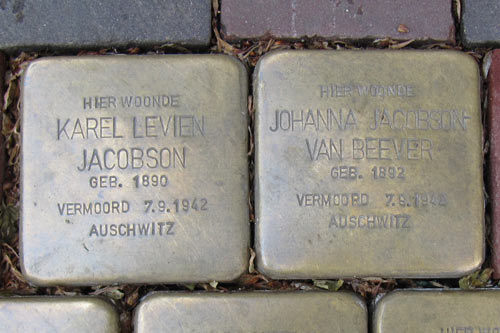 HIER WOONDE
KAREL LEVIEN
JACOBSON
GEB. 1890
VERMOORD 7.9.1942
AUSCHWITZ
HIER WOONDE
JOHANNA JACOBSON-
VAN BEEVER
GEB. 1892
VERMOORD 7.9.1942
AUSCHWITZ